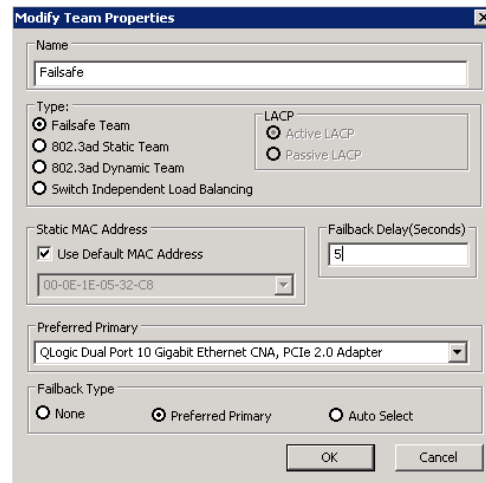 Modify Team Properties
Name
Failsafe
Type:
Failsafe Team
802.3ad Static Team
802.3ad Dynamic Team
Switch Independent Load Balancing
LACP
Active LACP
Passive LACP
Static MAC Address
Use Default MAC Address
00-0E-1E-05-32-C8
Failback Delay(Seconds)
5
Preferred Primary
QLogic Dual Port 10 Gigabit Ethernet CNA, PCIe 2.0 Adapter
Failback Type
None
Preferred Primary
Auto Select
OK
Cancel